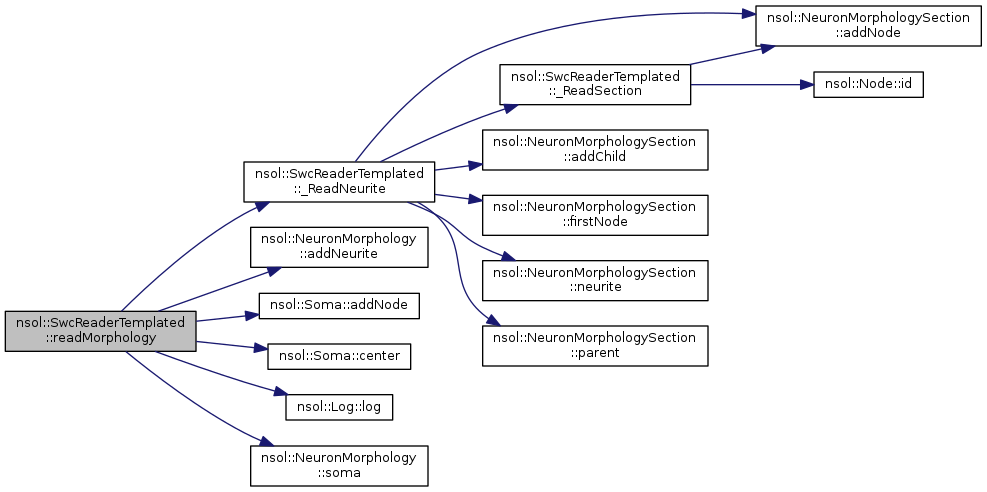 nsol::NeuronMorphologySection
::addNode
nsol::SwcReaderTemplated
::_ReadSection
nsol::Node::id
nsol::NeuronMorphologySection
::addChild
nsol::SwcReaderTemplated
::_ReadNeurite
nsol::NeuronMorphologySection
::firstNode
nsol::NeuronMorphology
::addNeurite
nsol::NeuronMorphologySection
::neurite
nsol::Soma::addNode
nsol::SwcReaderTemplated
::readMorphology
nsol::NeuronMorphologySection
::parent
nsol::Soma::center
nsol::Log::log
nsol::NeuronMorphology
::soma